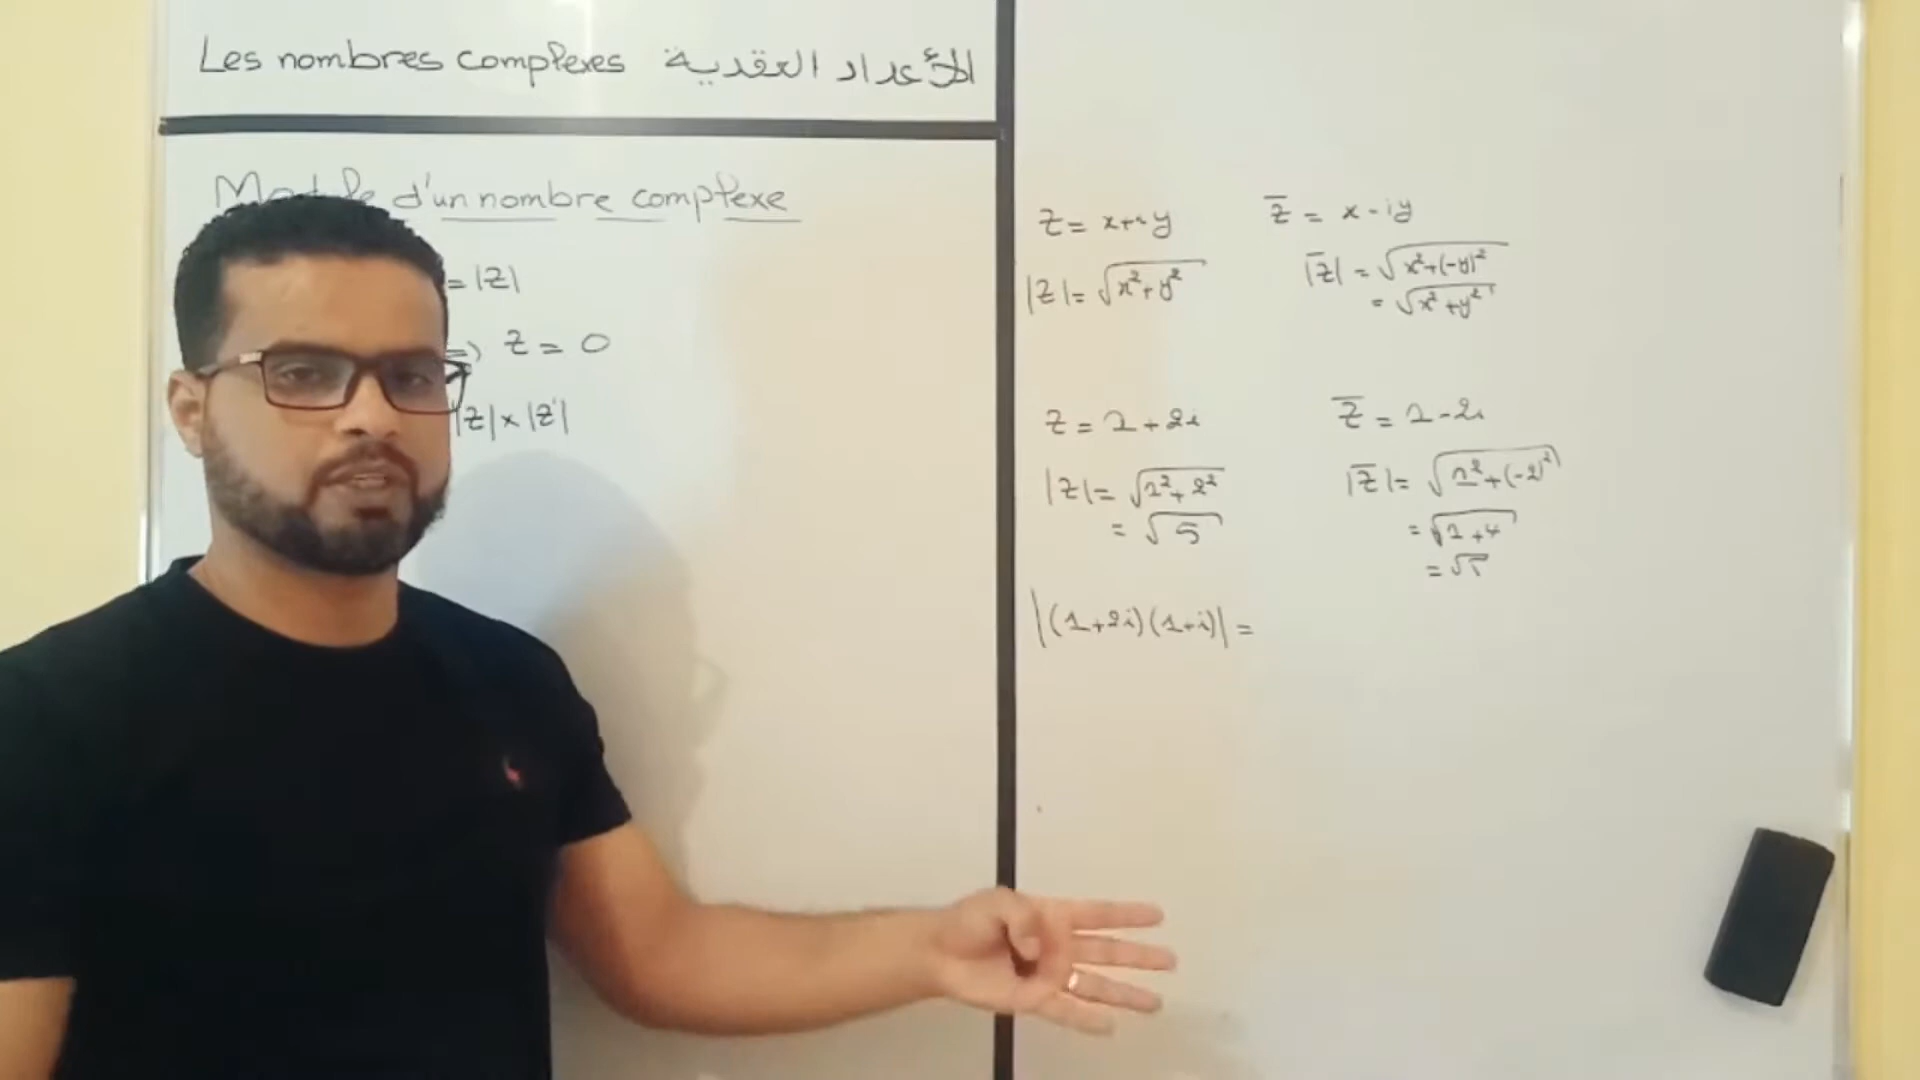 Les nombres complexes الأعداد العقدية
Module d'un nombre complexe
= |Z|
Z = 0
|Z| × |Z'|
Z = x+iy
|Z| = √x²+y²
Z̅ = x - iy
|Z̅| = √x²+(-y)²
= √x²+y²
Z = 1 + 2i
|Z| = √1²+2²
= √5
Z̅ = 1 - 2i
|Z̅| = √1²+(-2)²
= √1+4
= √5
|(1+2i)(1+i)| =